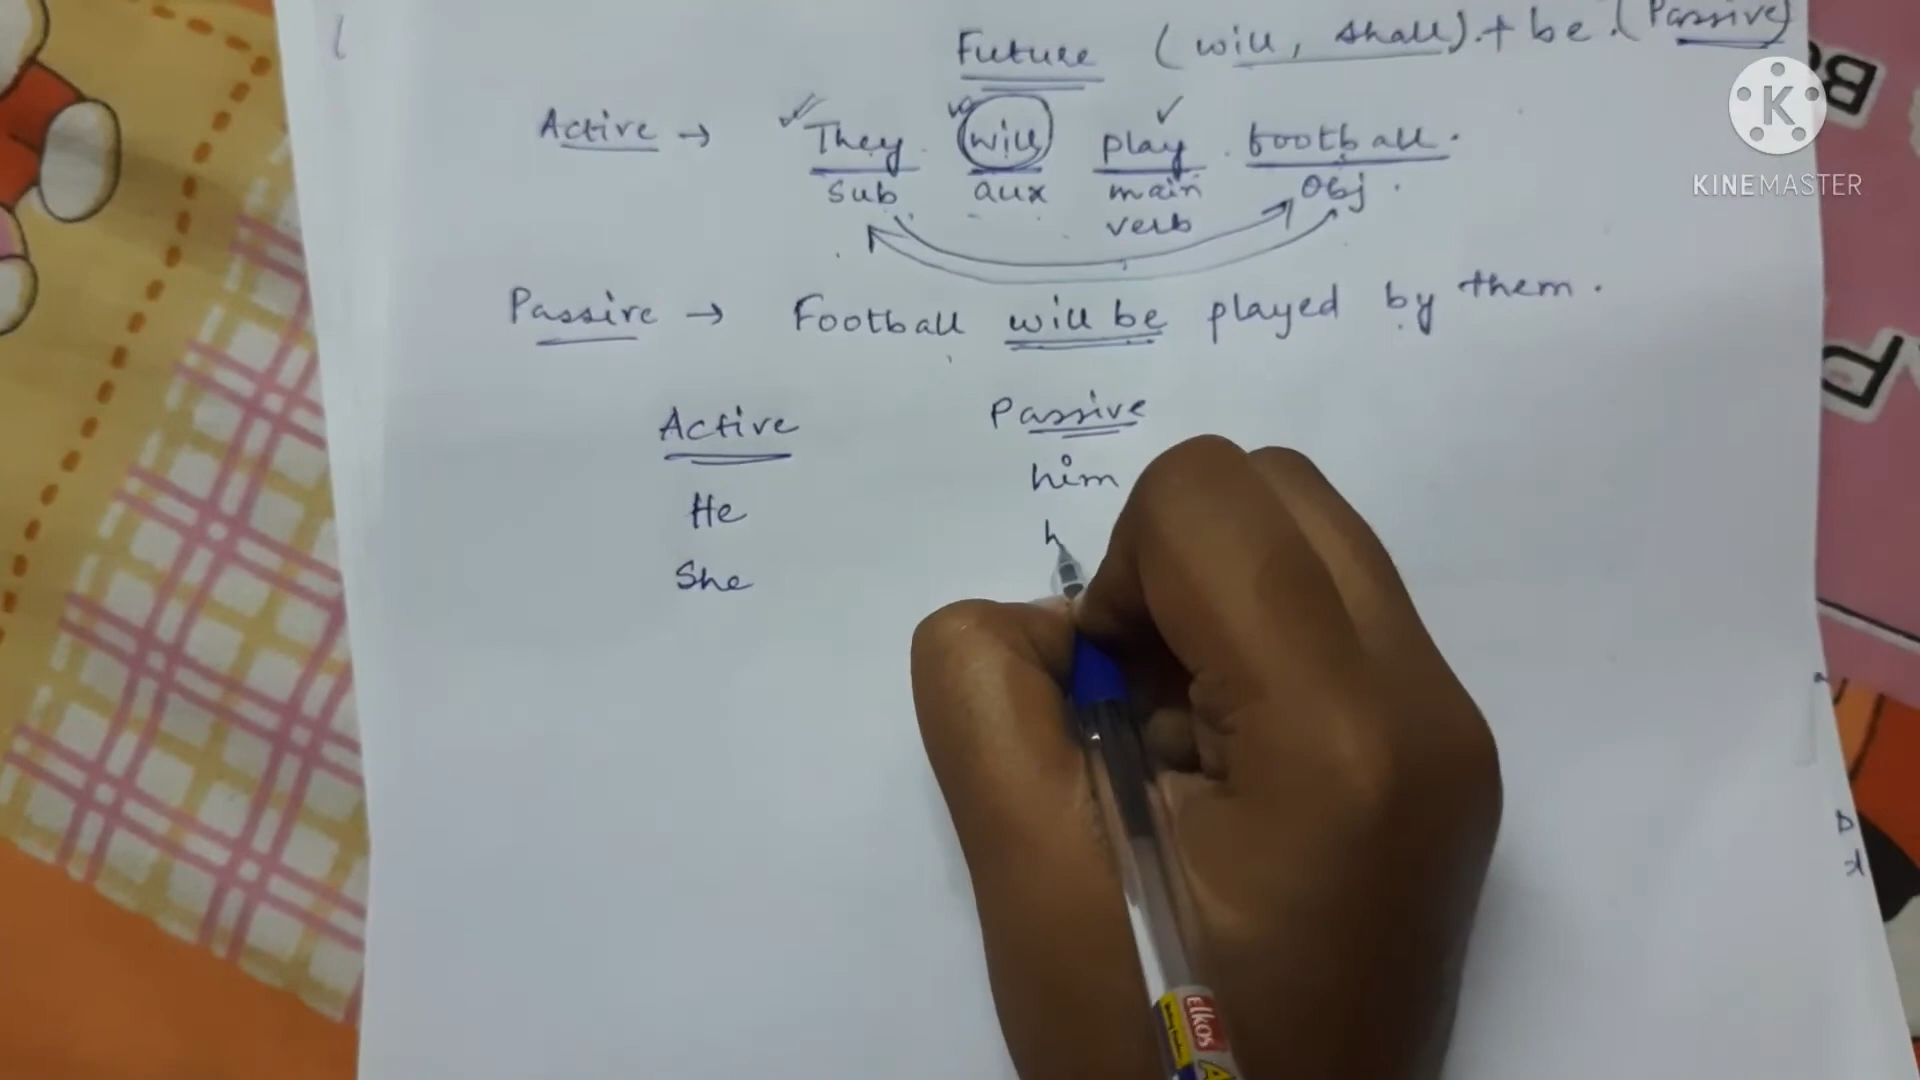 Future (will, shall) + be. (Passive)
Active → They will play football.
sub aux main verb obj.
Passive → Football will be played by them.
Active Passive
He him
She h
KINEMASTER
Elkos